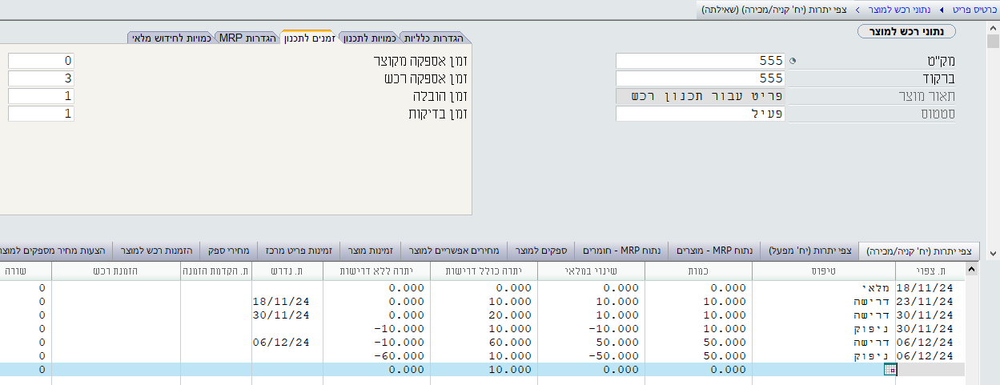 כרטיס פריט ◄ נתוני רכש למוצר > צפי יתרות (יח' קניה/מכירה) (שאילתה)
נתוני רכש למוצר
מק"ט 555
ברקוד 555
תאור מוצר פריט עבור תכנון רכש
סטטוס פעיל
הגדרות כלליות כמויות לתכנון זמנים לתכנון הגדרות MRP כמויות לחידוש מלאי
זמן אספקה מקוצר 0
זמן אספקה רכש 3
זמן הובלה 1
זמן בדיקות 1
צפי יתרות (יח' קניה/מכירה) צפי יתרות (יח' מפעל) נתוח MRP - מוצרים נתוח MRP - חומרים ספקים למוצר מחירים אפשריים למוצר זמינות מוצר זמינות פריט מרכז מחירי ספק הזמנות רכש למוצר הצעות מחיר מספקים למוצר
ת. צפוי טיפוס כמות שינוי במלאי יתרה כולל דרישות יתרה ללא דרישות ת. נדרש ת. הקדמת הזמנה הזמנת רכש שורה
18/11/24 מלאי 0.000 0.000 0.000 0.000 0
23/11/24 דרישה 10.000 10.000 10.000 0.000 18/11/24 0
30/11/24 דרישה 10.000 10.000 20.000 0.000 30/11/24 0
30/11/24 ניפוק 10.000 -10.000 10.000 -10.000 0
06/12/24 דרישה 50.000 50.000 60.000 -10.000 06/12/24 0
06/12/24 ניפוק 50.000 -50.000 10.000 -60.000 0
0.000 0.000 10.000 0.000 0